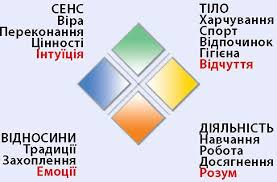 СЕНС
Віра
Переконання
Цінності
Інтуїція
ТІЛО
Харчування
Спорт
Відпочинок
Гігієна
Відчуття
ВІДНОСИНИ
Традиції
Захоплення
Емоції
ДІЯЛЬНІСТЬ
Навчання
Робота
Досягнення
Розум